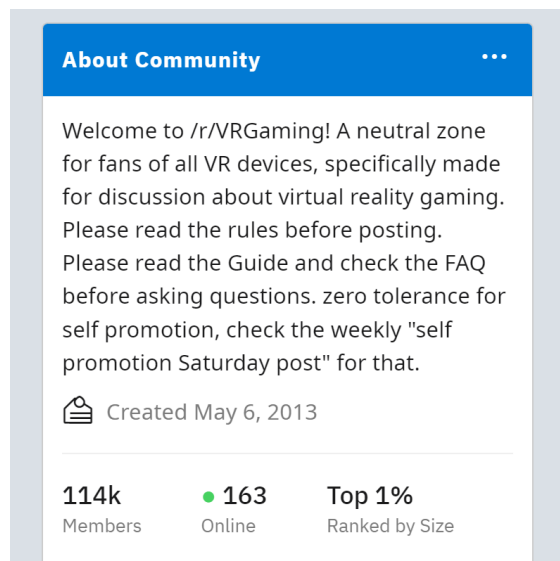 About Community
Welcome to /r/VRGaming! A neutral zone
for fans of all VR devices, specifically made
for discussion about virtual reality gaming.
Please read the rules before posting.
Please read the Guide and check the FAQ
before asking questions. zero tolerance for
self promotion, check the weekly "self
promotion Saturday post" for that.
Created May 6, 2013
114k 163 Top 1%
Members Online Ranked by Size